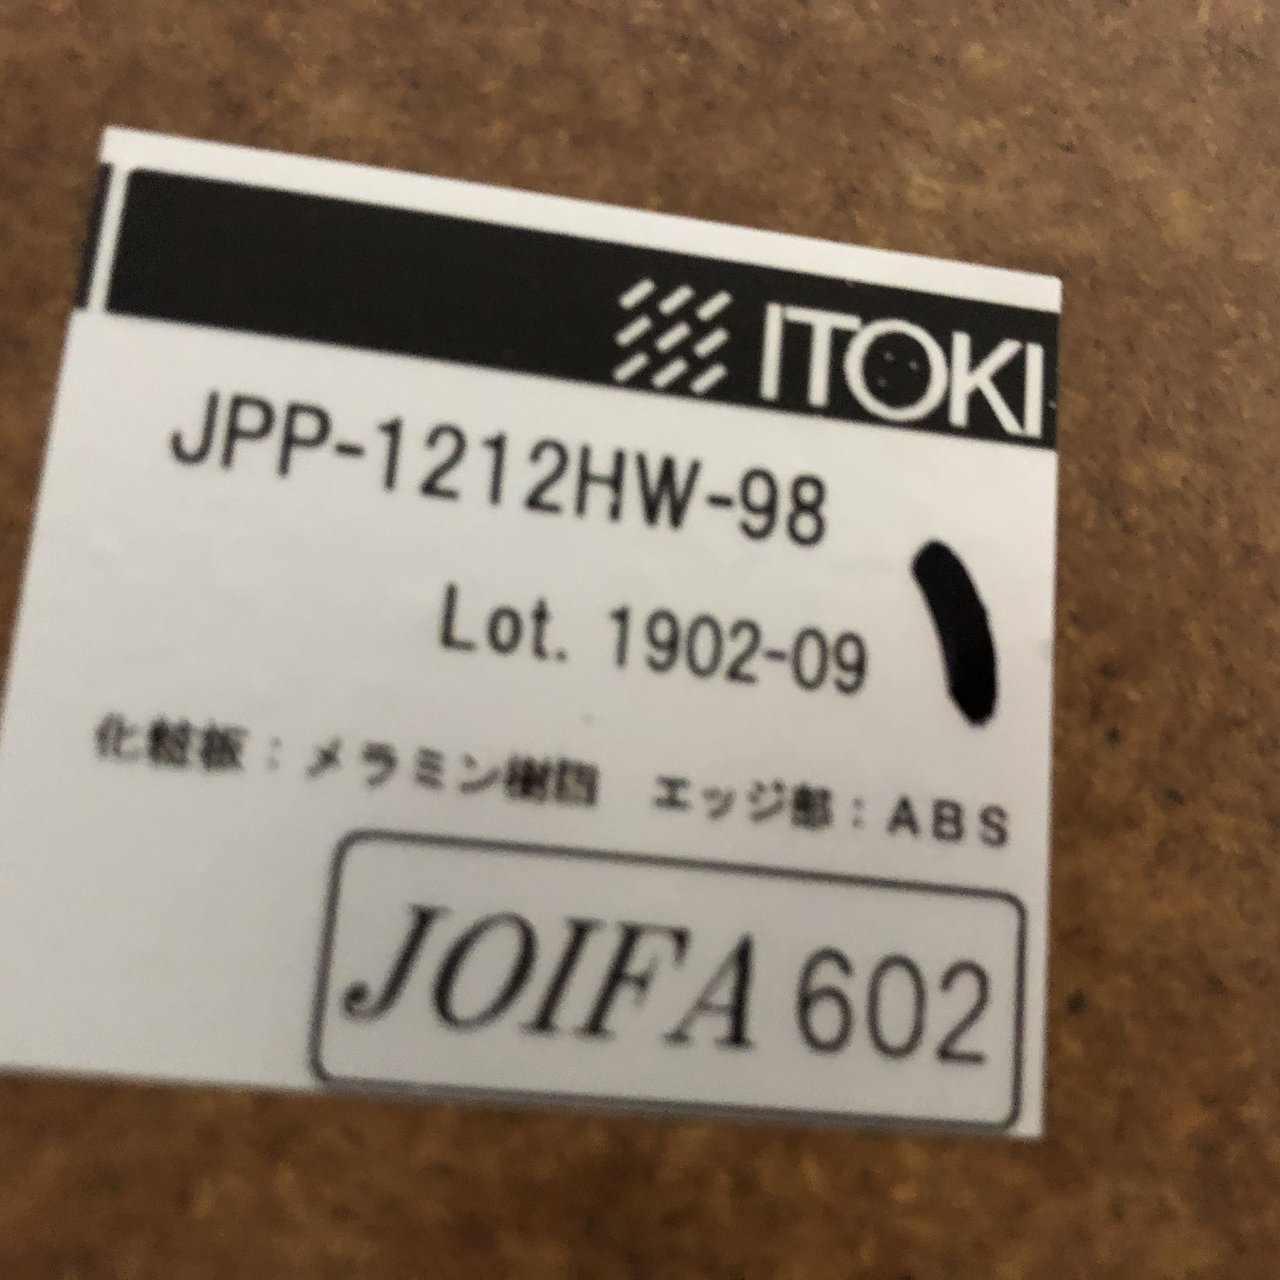 ITOKI
JPP-1212HW-98
Lot. 1902-09
化粧板：メラミン樹脂　エッジ部：ABS
JOIFA 602